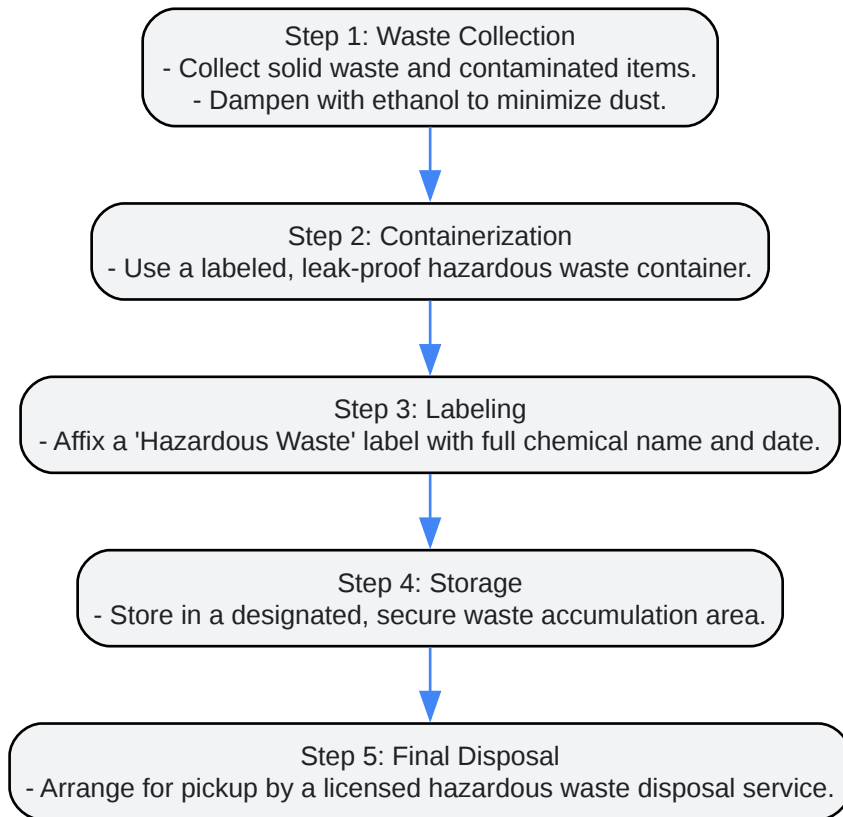 Step 1: Waste Collection
- Collect solid waste and contaminated items.
- Dampen with ethanol to minimize dust.
Step 2: Containerization
- Use a labeled, leak-proof hazardous waste container.
Step 3: Labeling
- Affix a 'Hazardous Waste' label with full chemical name and date.
Step 4: Storage
- Store in a designated, secure waste accumulation area.
Step 5: Final Disposal
- Arrange for pickup by a licensed hazardous waste disposal service.